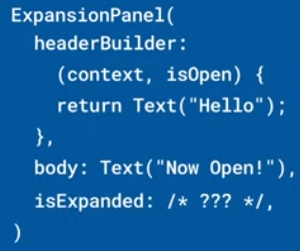 ExpansionPanel(
  headerBuilder:
    (context, isOpen) {
    return Text("Hello");
  },
  body: Text("Now Open!"),
  isExpanded: /* ??? */,
)